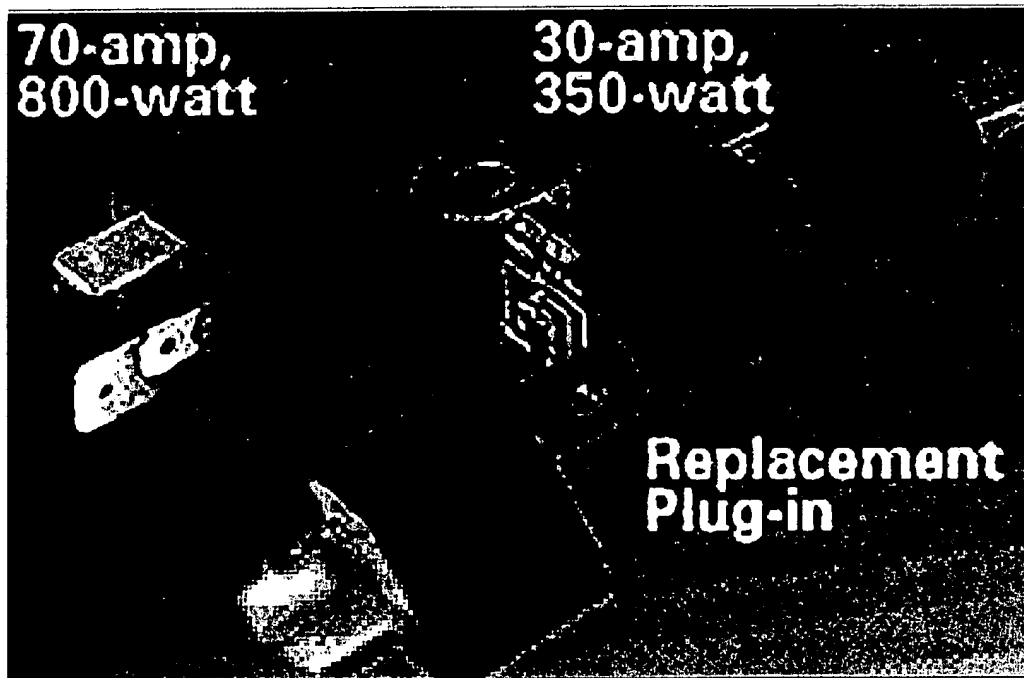 70-amp,
800-watt
30-amp,
350-watt
Replacement
Plug-in